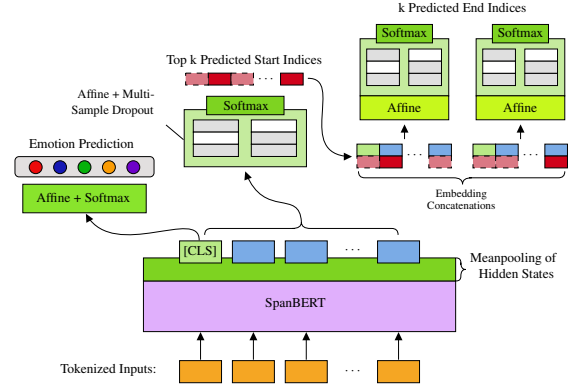 k Predicted End Indices
Softmax
Softmax
Top k Predicted Start Indices
...
Affine + Multi-
Sample Dropout
Softmax
Affine
Affine
Emotion Prediction
...
...
Affine + Softmax
Embedding
Concatenations
[CLS]
...
Meanpooling of
Hidden States
SpanBERT
Tokenized Inputs:
...